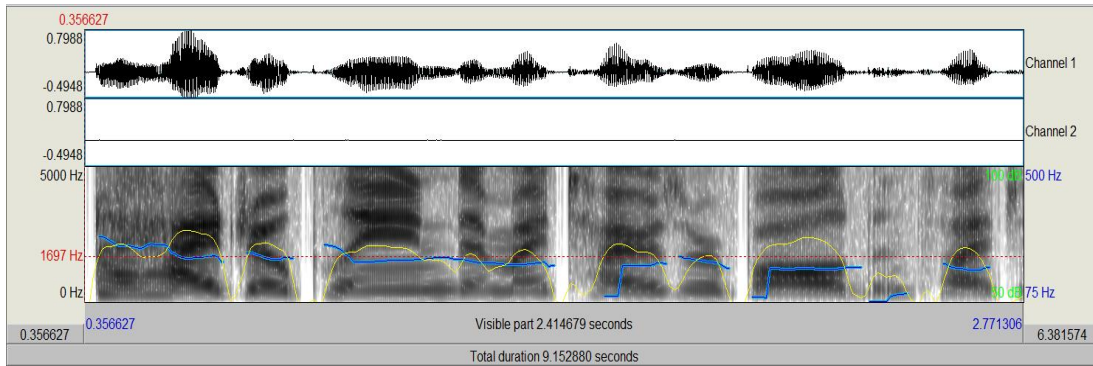 0.356627
0.7988
-0.4948
Channel 1
0.7988
-0.4948
Channel 2
5000 Hz
100 dB 500 Hz
1697 Hz
0 Hz
50 dB 75 Hz
0.356627
Visible part 2.414679 seconds
2.771306
0.356627
6.381574
Total duration 9.152880 seconds